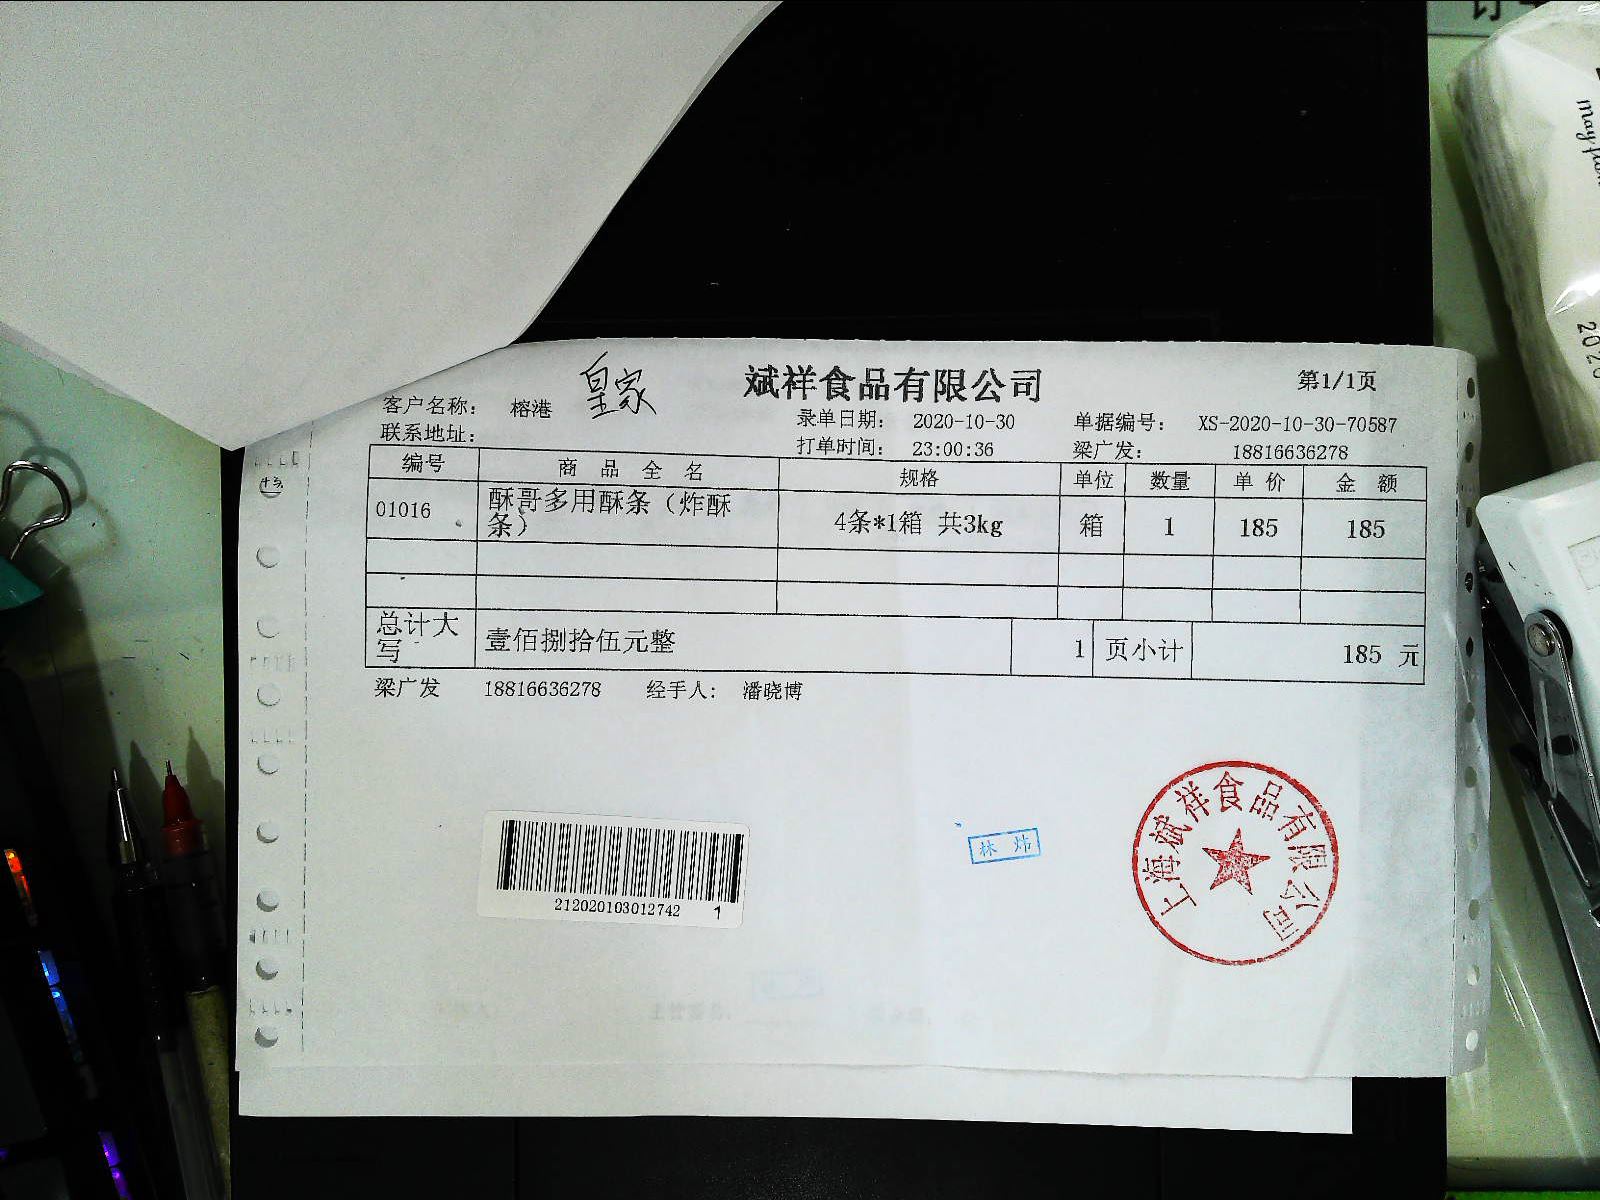 斌祥食品有限公司
第1/1页
客户名称: 榕港 皇家
录单日期: 2020-10-30
单据编号: XS-2020-10-30-70587
联系地址:
打单时间: 23:00:36
梁广发: 18816636278
编号 商品全名 规格 单位 数量 单价 金额
01016 酥哥多用酥条（炸酥条） 4条*1箱 共3kg 箱 1 185 185
总计大写 壹佰捌拾伍元整 1 页小计 185 元
梁广发 18816636278 经手人: 潘晓博
上海斌祥食品有限公司
林炜
212020103012742 1
may
2020